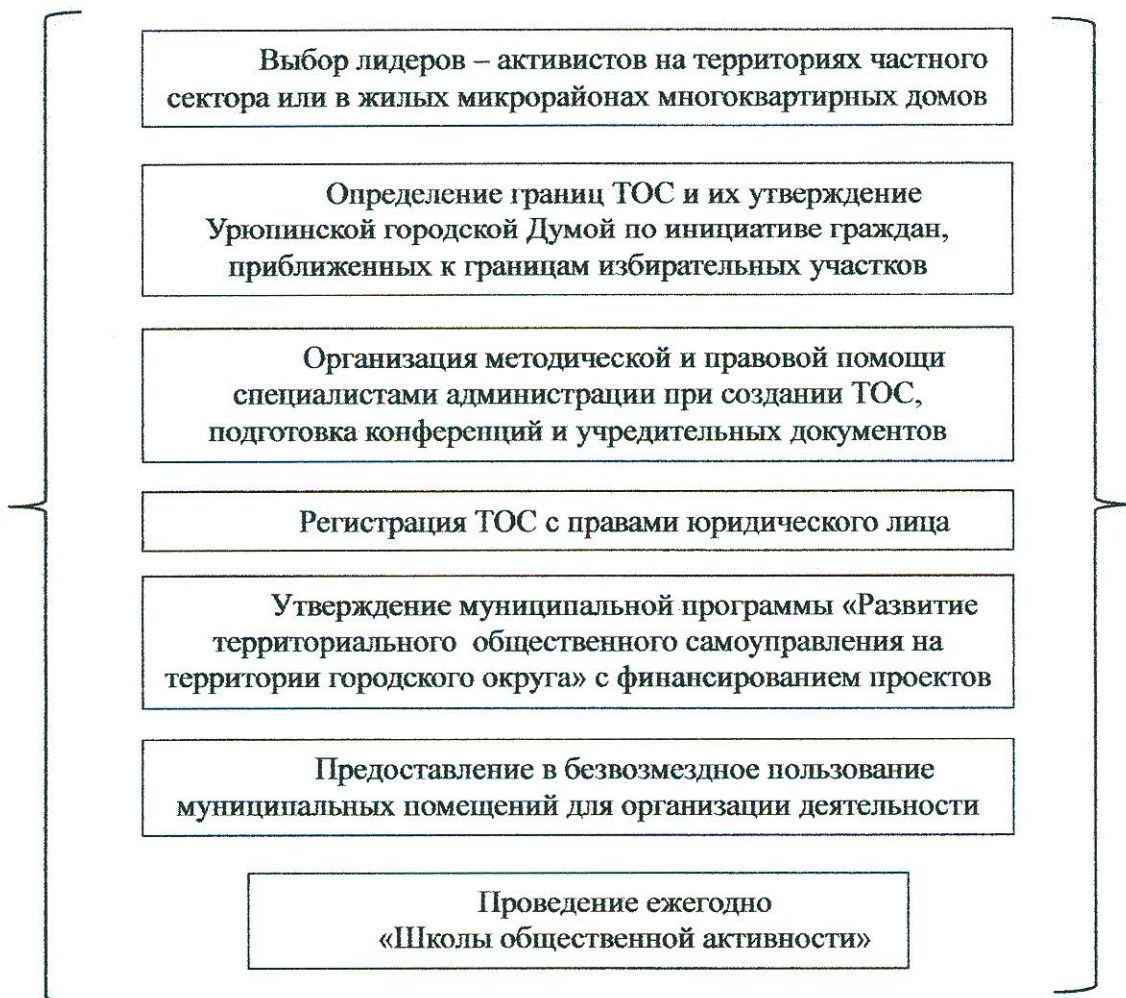 Выбор лидеров – активистов на территориях частного
сектора или в жилых микрорайонах многоквартирных домов
Определение границ ТОС и их утверждение
Урюпинской городской Думой по инициативе граждан,
приближенных к границам избирательных участков
Организация методической и правовой помощи
специалистами администрации при создании ТОС,
подготовка конференций и учредительных документов
Регистрация ТОС с правами юридического лица
Утверждение муниципальной программы «Развитие
территориального общественного самоуправления на
территории городского округа» с финансированием проектов
Предоставление в безвозмездное пользование
муниципальных помещений для организации деятельности
Проведение ежегодно
«Школы общественной активности»